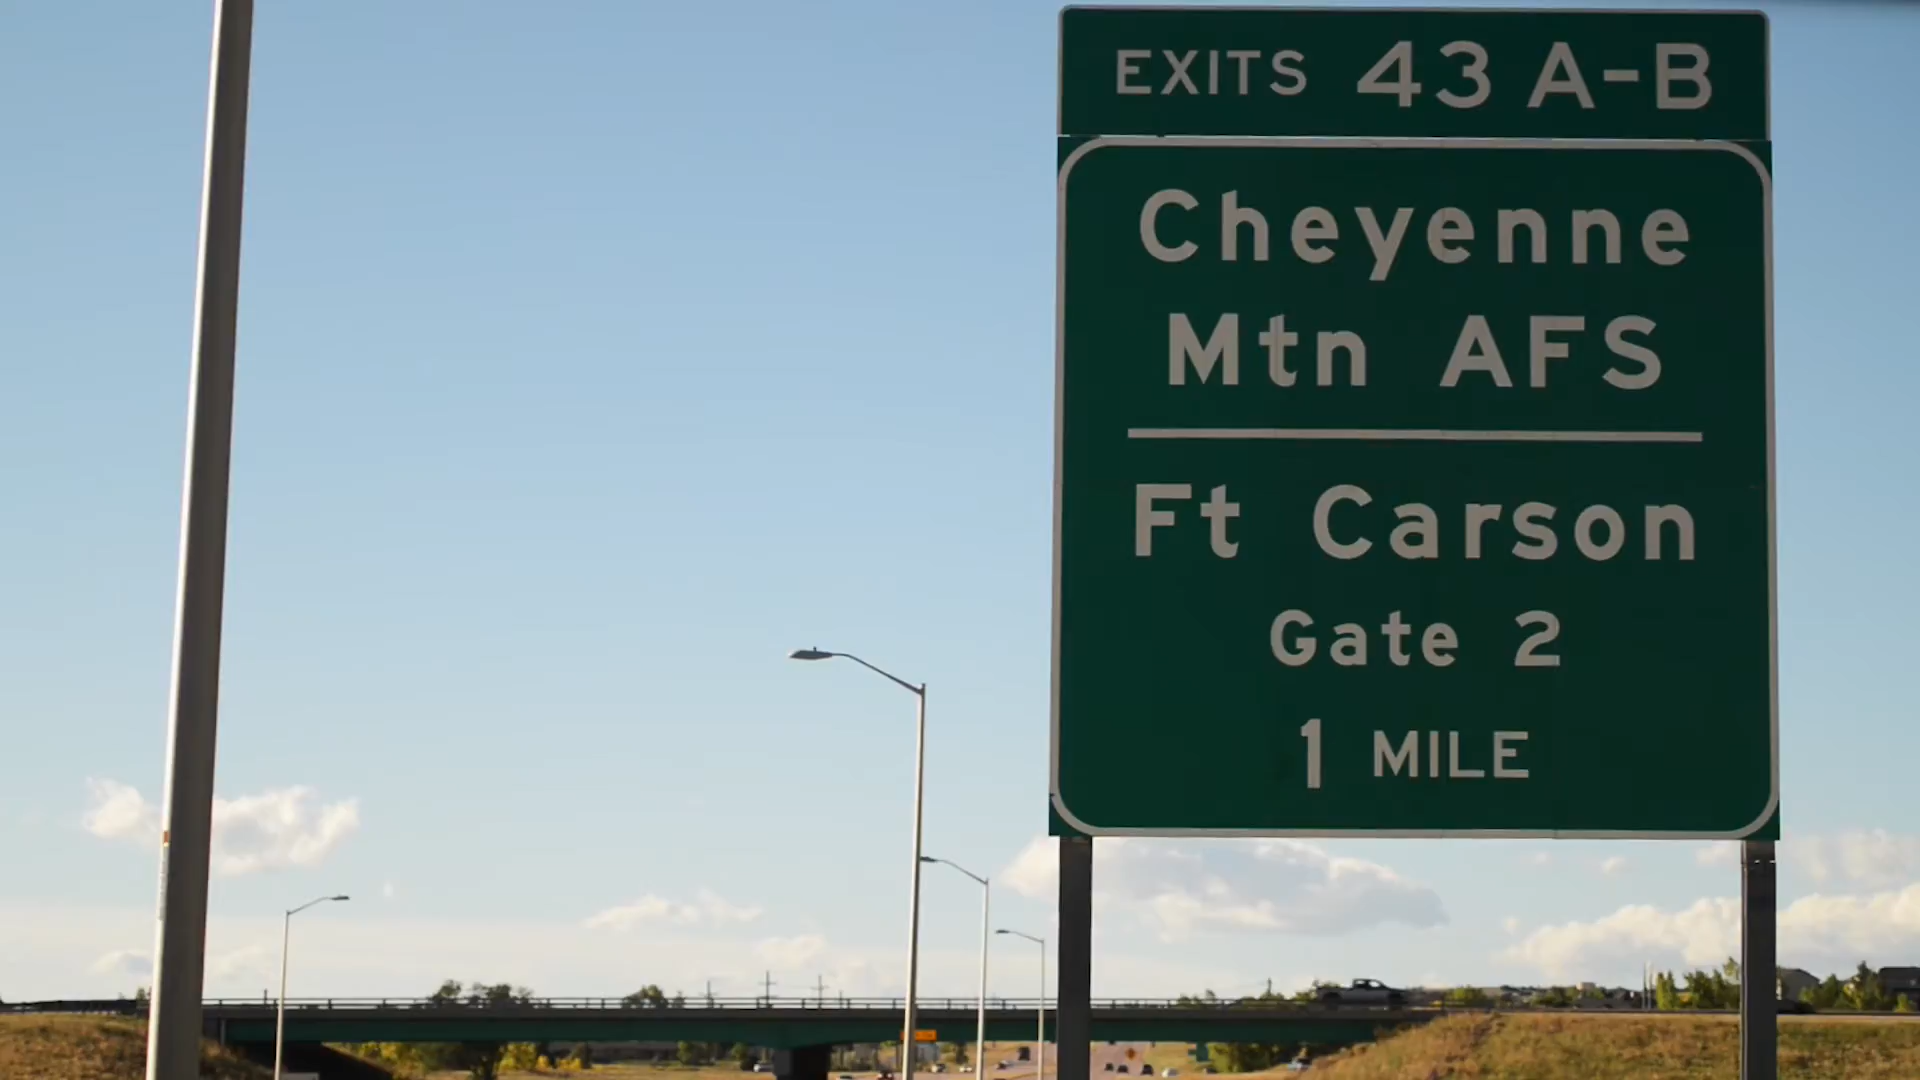 EXITS 43 A-B
Cheyenne
Mtn AFS
Ft Carson
Gate 2
1 MILE